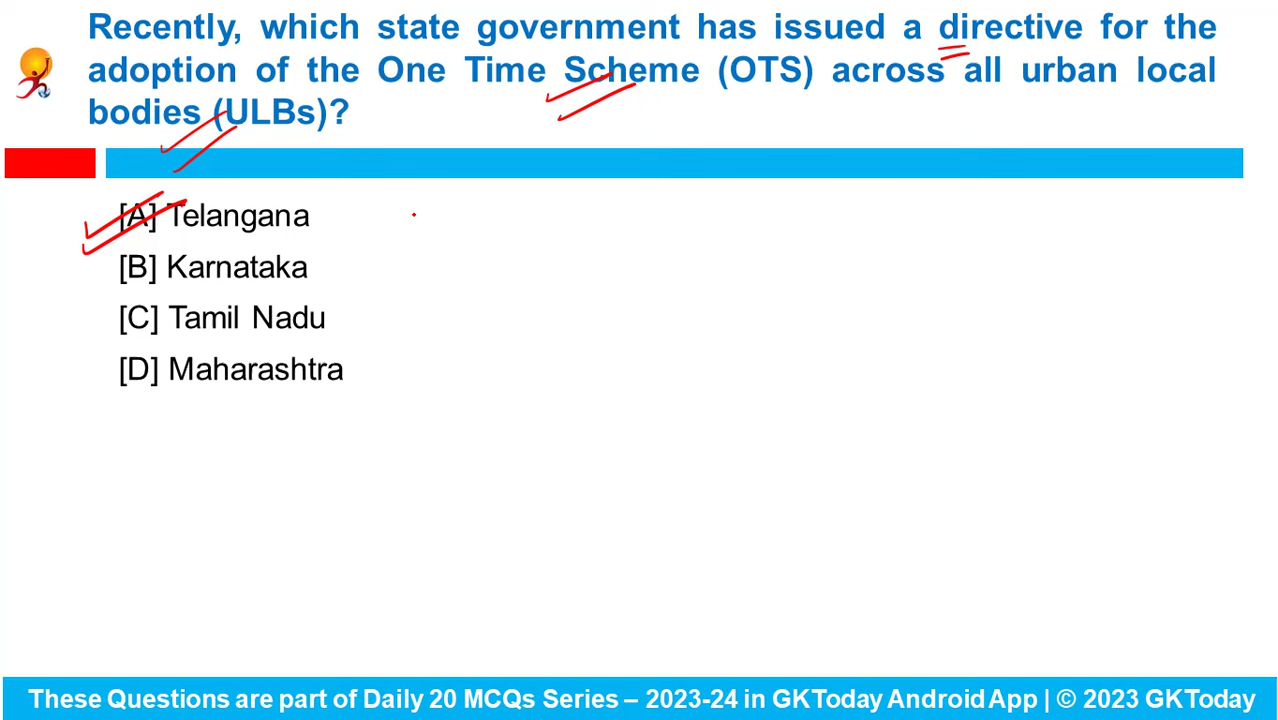 Recently, which state government has issued a directive for the
adoption of the One Time Scheme (OTS) across all urban local
bodies (ULBs)?
[A] Telangana
[B] Karnataka
[C] Tamil Nadu
[D] Maharashtra
These Questions are part of Daily 20 MCQs Series – 2023-24 in GKToday Android App | © 2023 GKToday